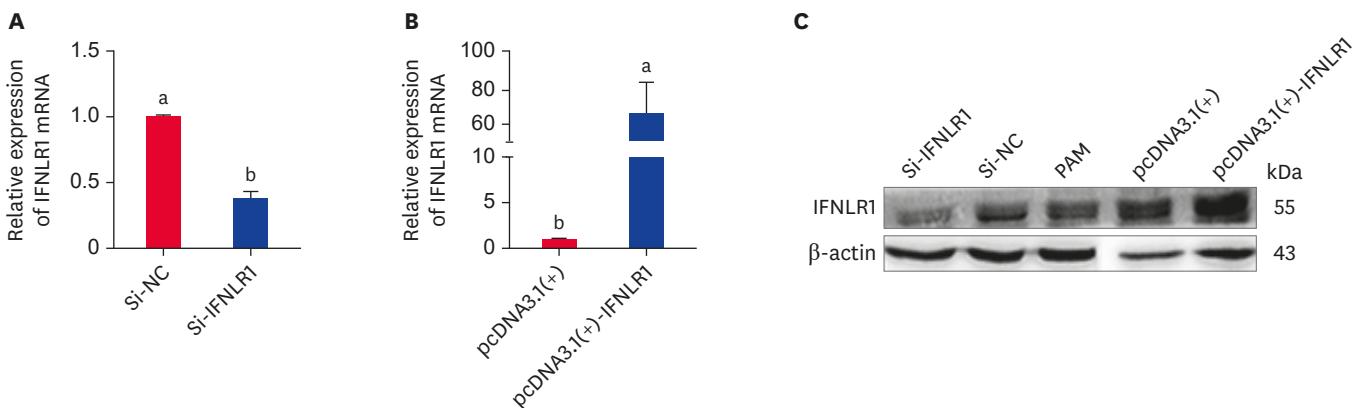 A
Relative expression
of IFNLR1 mRNA
1.5
1.0
0.5
0
a
b
Si-NC
Si-IFNLR1
B
Relative expression
of IFNLR1 mRNA
100
80
60
10
5
0
b
a
pcDNA3.1(+)
pcDNA3.1(+)-IFNLR1
C
Si-IFNLR1
Si-NC
PAM
pcDNA3.1(+)
pcDNA3.1(+)-IFNLR1
kDa
IFNLR1
55
β-actin
43